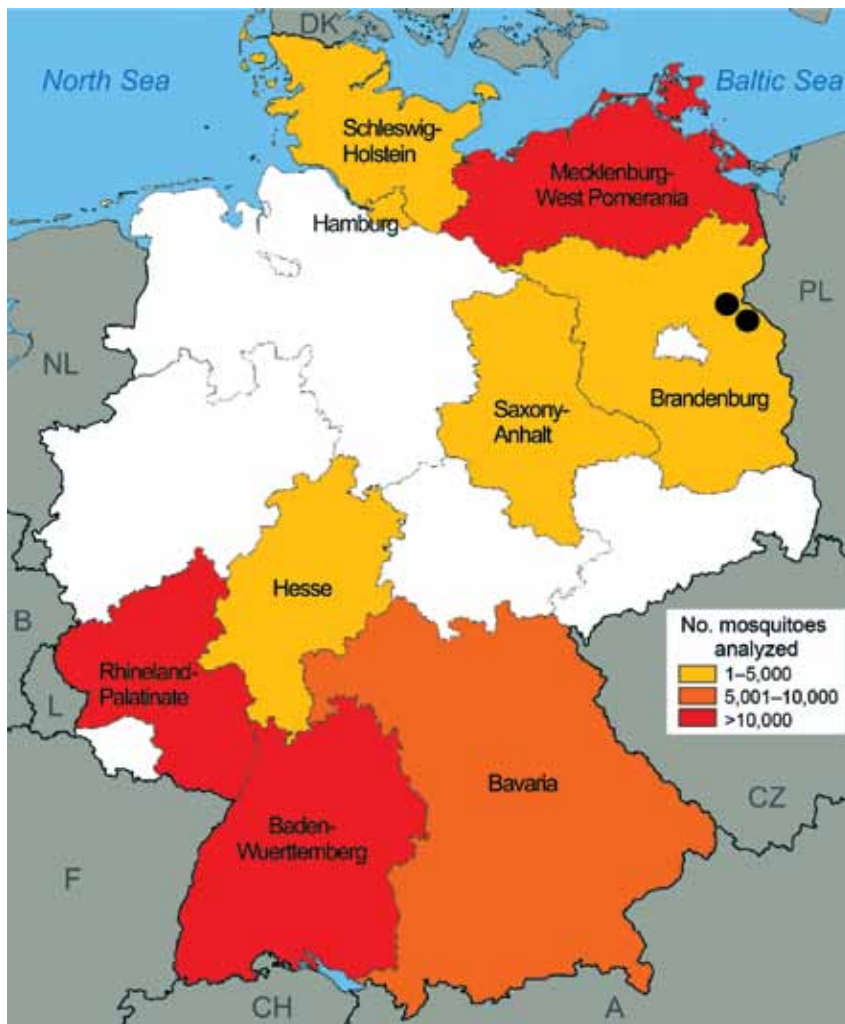 DK
North Sea
Baltic Sea
Schleswig-
Holstein
Mecklenburg-
West Pomerania
Hamburg
PL
NL
Saxony-
Anhalt
Brandenburg
Hesse
B
No. mosquitoes
analyzed
1–5,000
5,001–10,000
>10,000
Rhineland-
Palatinate
L
Bavaria
CZ
Baden-
Wuerttemberg
F
CH
A